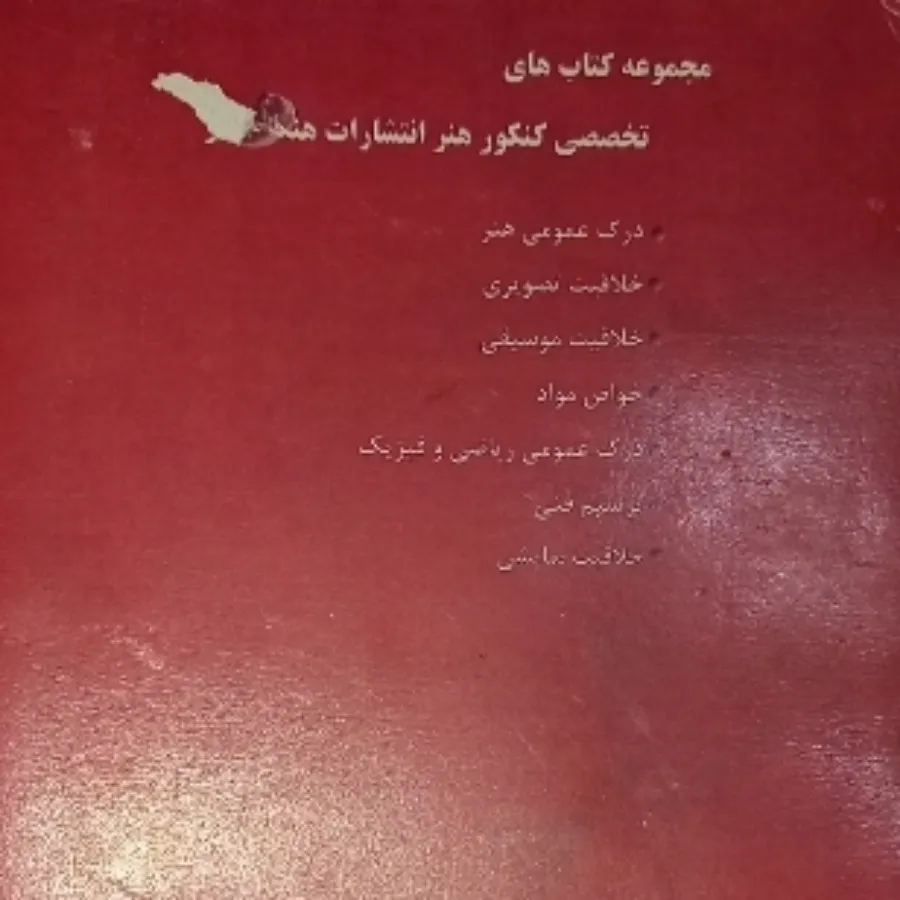 مجموعه کتاب های
تخصصی کنکور هنر انتشارات
درک عمومی هنر
خلاقیت تصویری
خلاقیت موسیقی
خواص مواد
درک عمومی ریاضی و فیزیک
ترسیم فنی
خلاقیت نمایشی